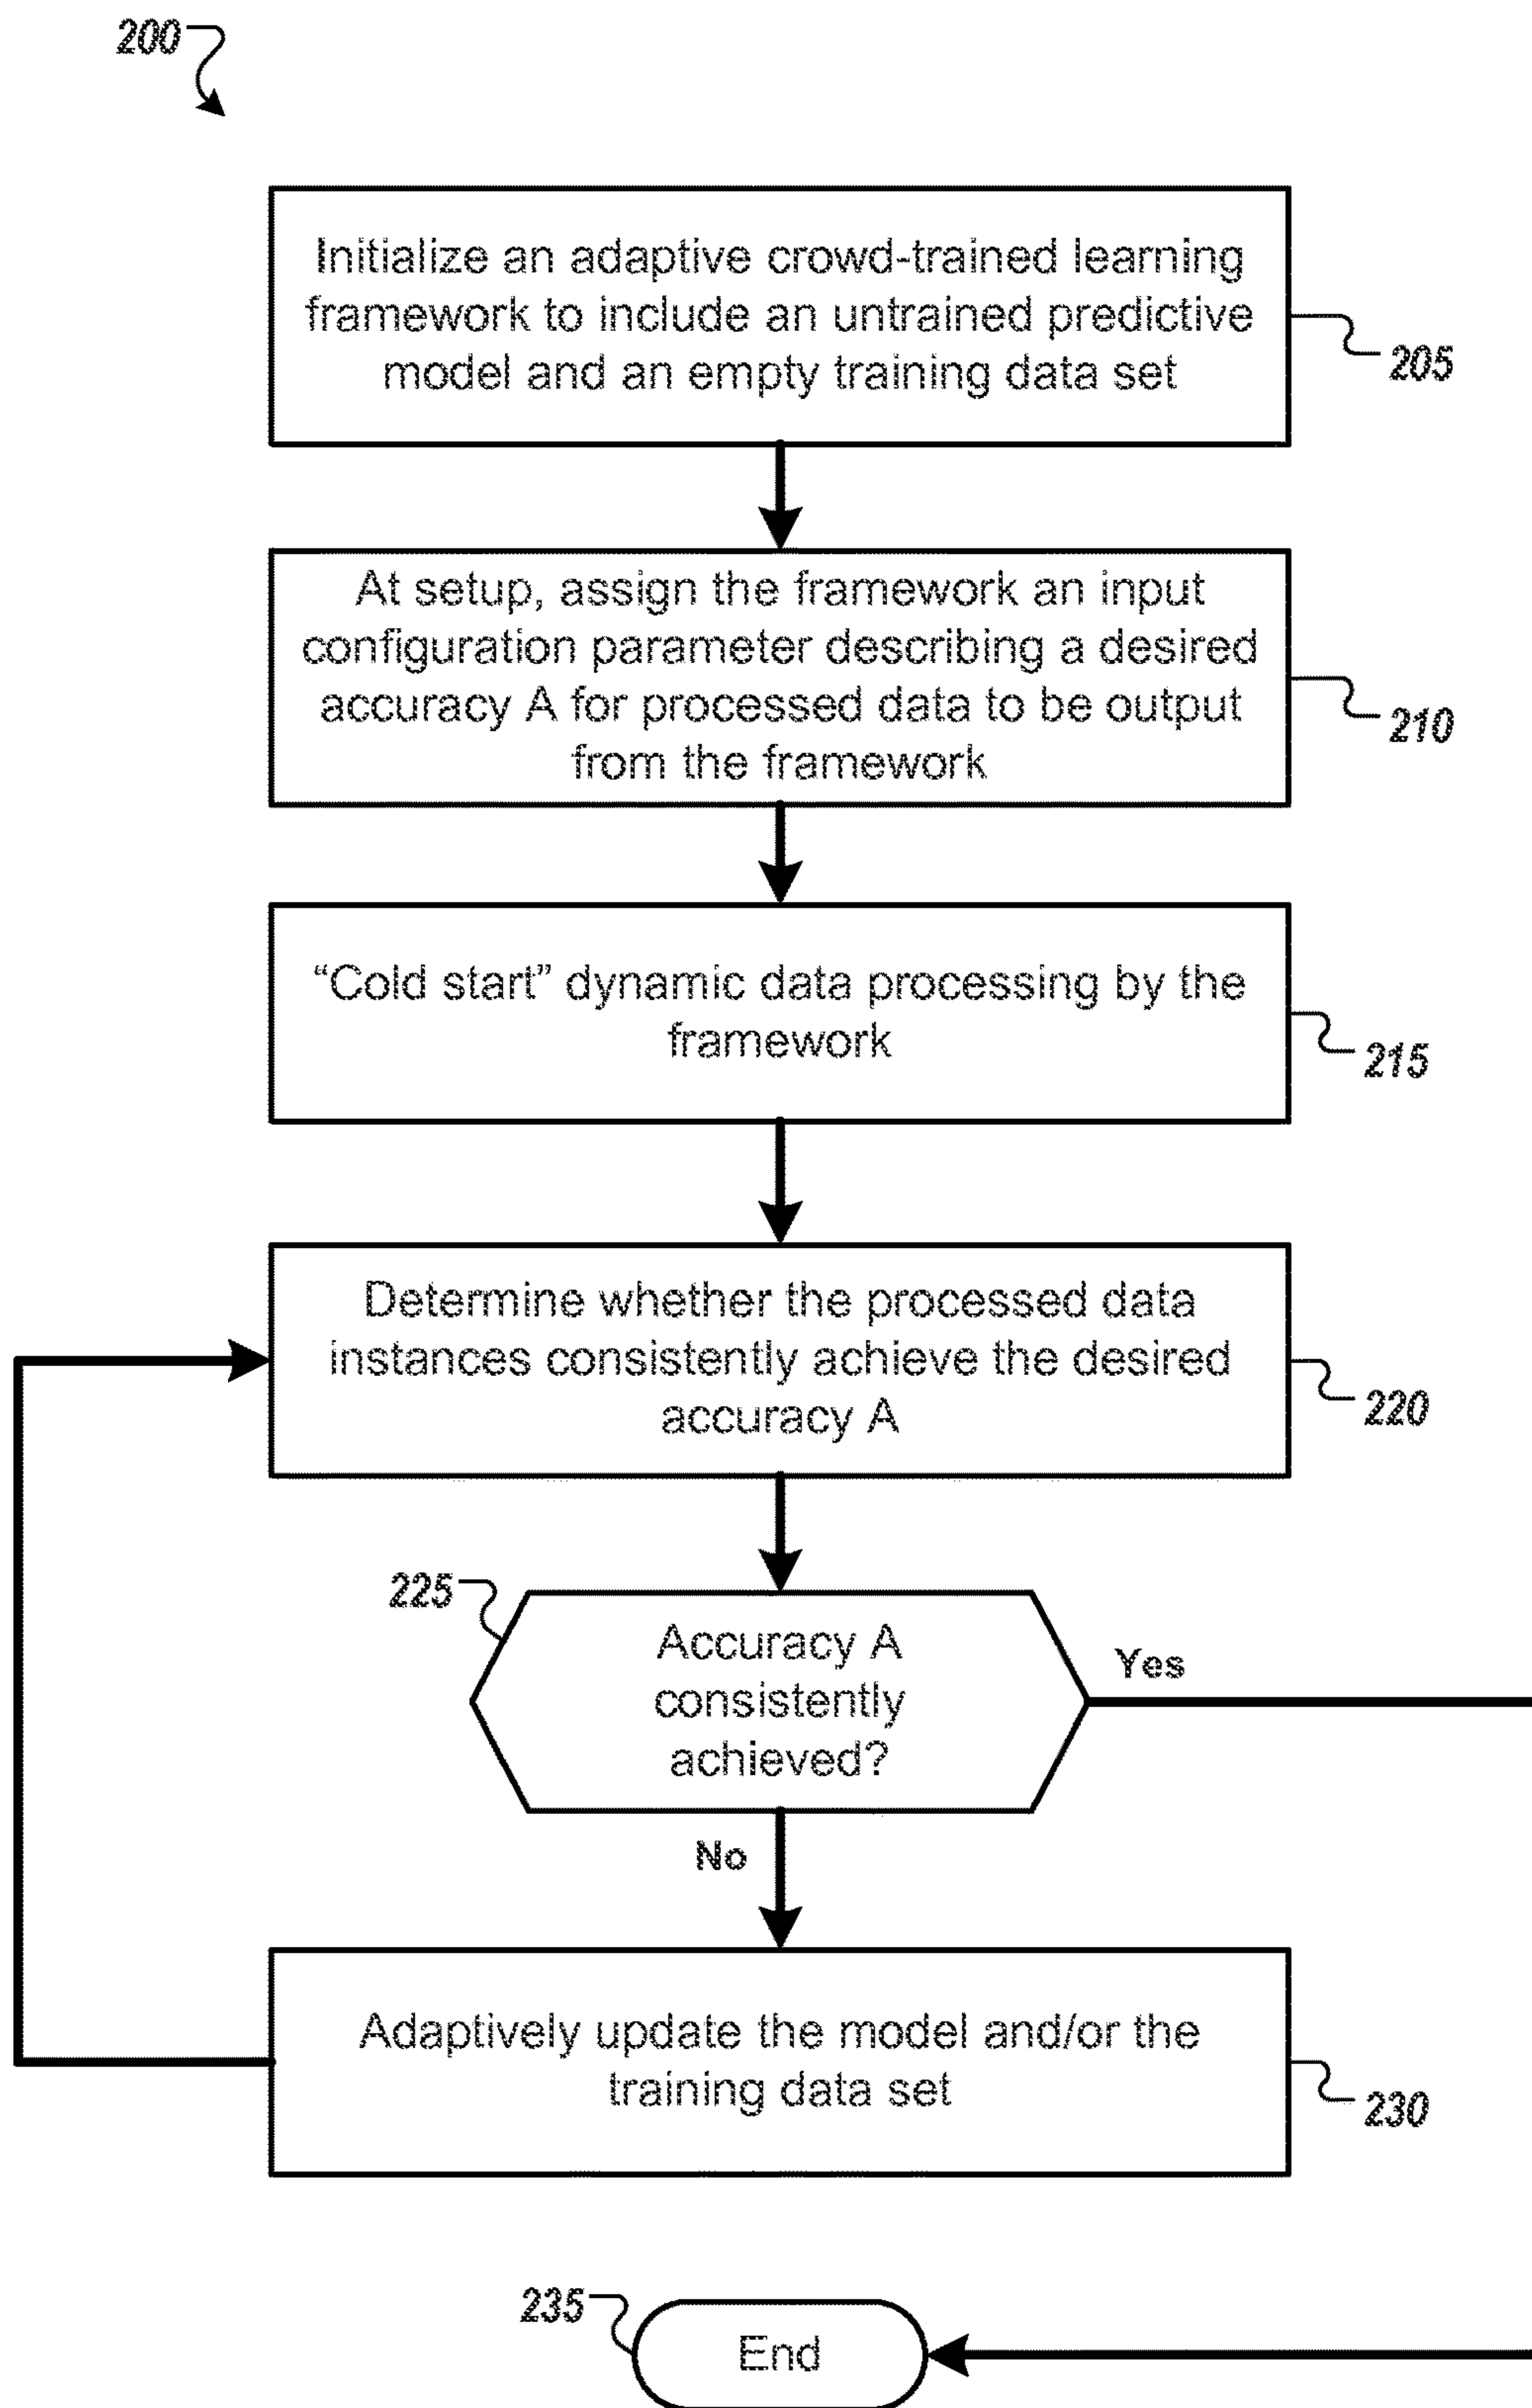 200
Initialize an adaptive crowd-trained learning
framework to include an untrained predictive
model and an empty training data set
205
At setup, assign the framework an input
configuration parameter describing a desired
accuracy A for processed data to be output
from the framework
210
“Cold start” dynamic data processing by the
framework
215
Determine whether the processed data
instances consistently achieve the desired
accuracy A
220
225
Accuracy A
consistently
achieved?
Yes
No
Adaptively update the model and/or the
training data set
230
235
End